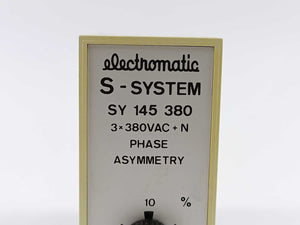 electromatic
S - SYSTEM
SY 145 380
3×380VAC + N
PHASE
ASYMMETRY
10 %